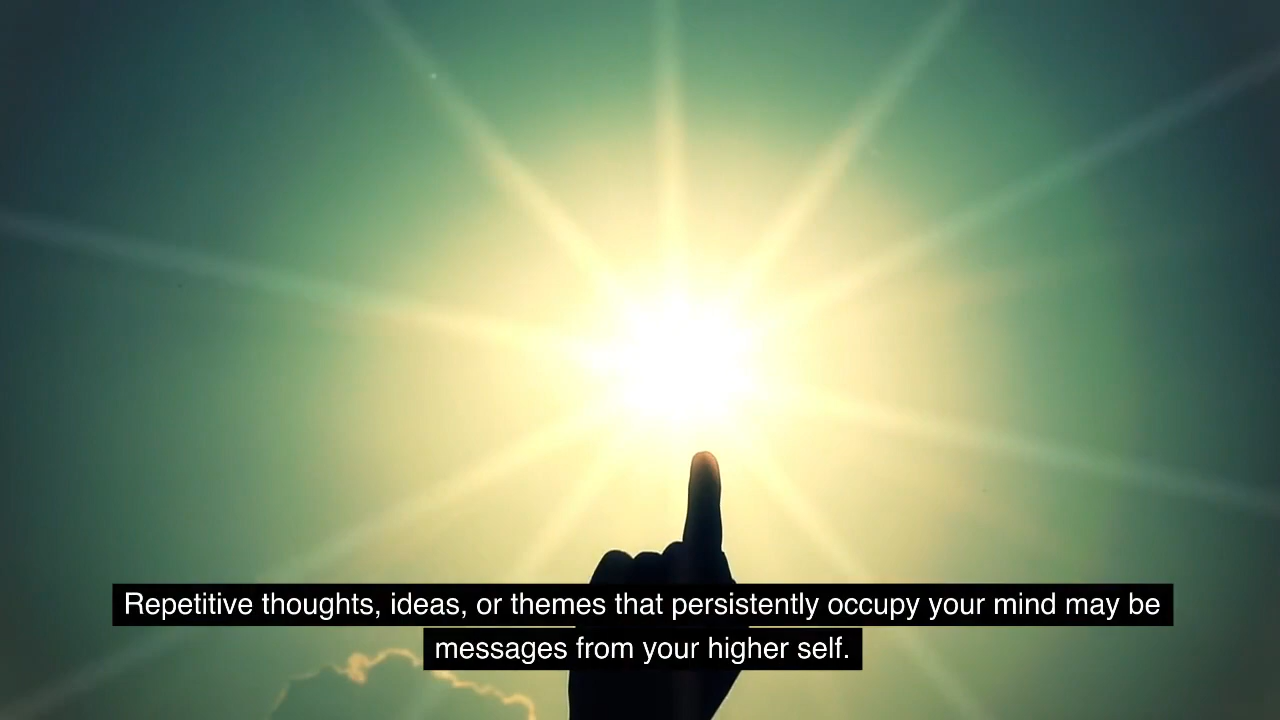 Repetitive thoughts, ideas, or themes that persistently occupy your mind may be
messages from your higher self.